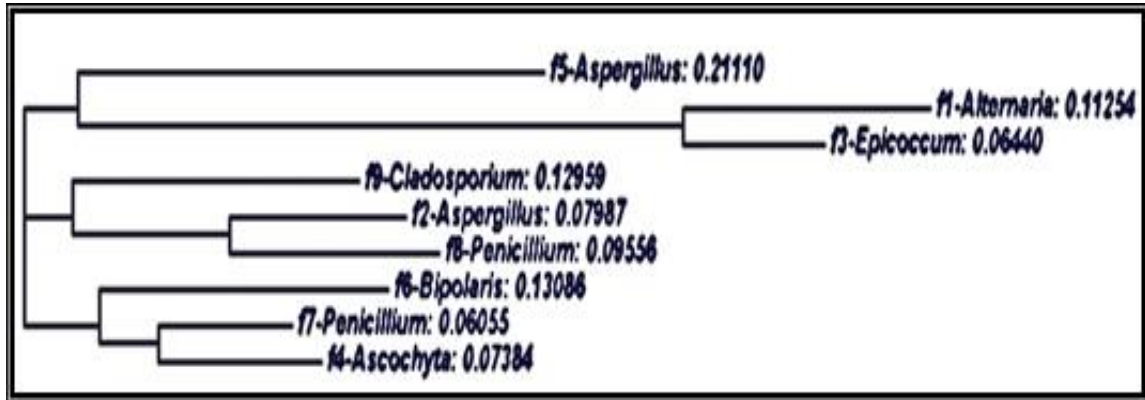 f5-Aspergillus: 0.21110
f1-Alternaria: 0.11254
f3-Epicoccum: 0.06440
f9-Cladosporium: 0.12959
f2-Aspergillus: 0.07987
f8-Penicillium: 0.09556
f6-Bipolaris: 0.13086
f7-Penicillium: 0.06055
f4-Ascochyta: 0.07384